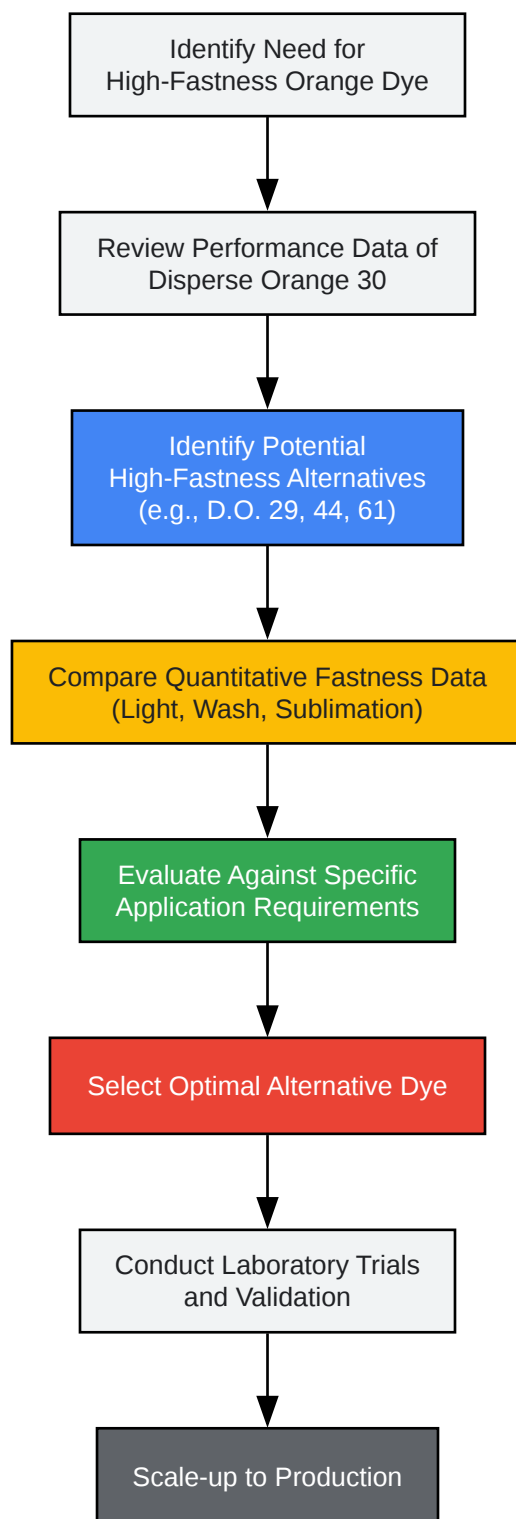 Identify Need for
High-Fastness Orange Dye
Review Performance Data of
Disperse Orange 30
Identify Potential
High-Fastness Alternatives
(e.g., D.O. 29, 44, 61)
Compare Quantitative Fastness Data
(Light, Wash, Sublimation)
Evaluate Against Specific
Application Requirements
Select Optimal Alternative Dye
Conduct Laboratory Trials
and Validation
Scale-up to Production